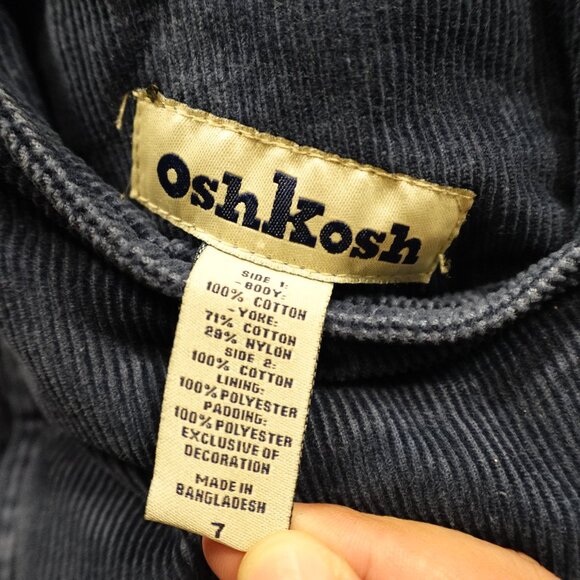 OshKosh
SIDE 1:
-BODY:
100% COTTON
-YOKE:
71% COTTON
29% NYLON
SIDE 2:
100% COTTON
LINING:
100% POLYESTER
PADDING:
100% POLYESTER
EXCLUSIVE OF
DECORATION
MADE IN
BANGLADESH
7